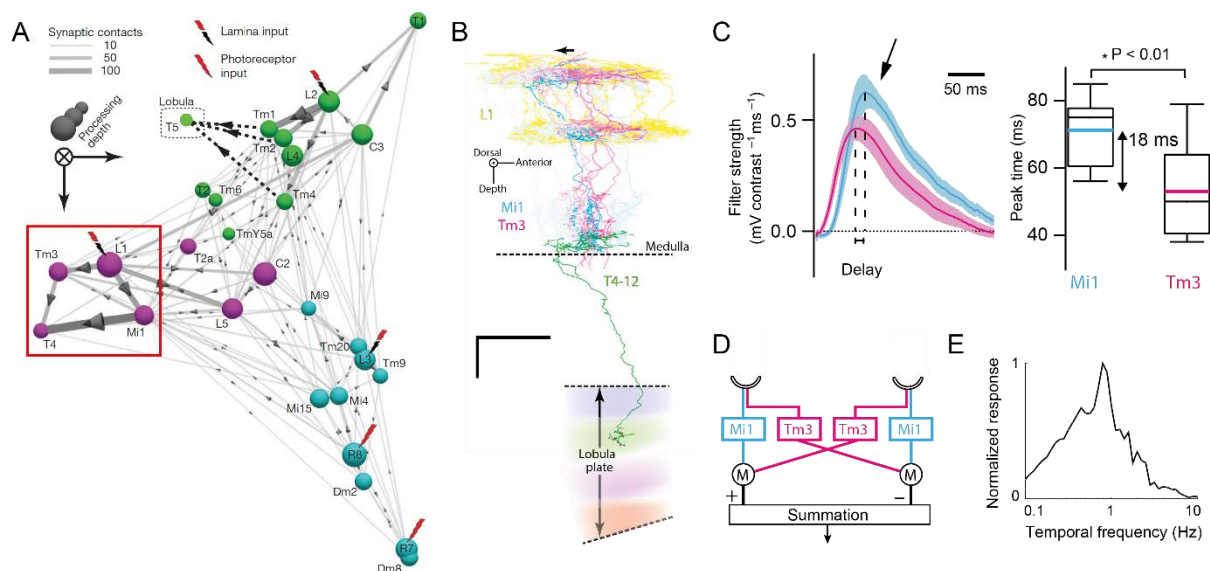 A
Synaptic contacts
10
50
100
Lamina input
Photoreceptor
input
Processing
depth
Lobula
T5
T1
L2
Tm1
Tm2
L4
C3
Tm4
T2
Tm6
TmY5a
T2a
Tm3
L1
C2
T4
Mi1
L5
Mi9
Tm20
L3
Tm9
Mi15
Mi4
R8
Dm2
R7
Dm8
B
L1
Dorsal
Anterior
Depth
Mi1
Tm3
Medulla
T4-12
Lobula
plate
C
50 ms
0.5
0.0
Filter strength
(mV contrast⁻¹ms⁻¹)
Delay
* P < 0.01
80
60
40
Peak time (ms)
18 ms
Mi1
Tm3
D
Mi1
Tm3
Tm3
Mi1
M
M
+
−
Summation
E
Normalized response
1
0
0.1
1
10
Temporal frequency
(Hz)